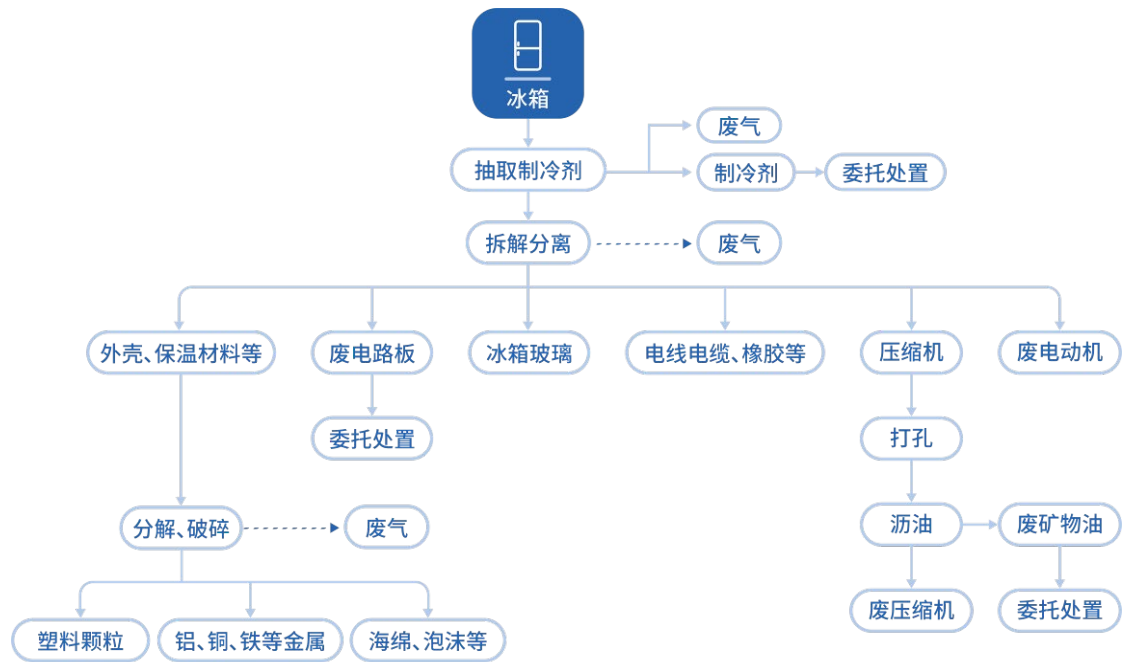 冰箱
废气
抽取制冷剂
制冷剂
委托处置
拆解分离
废气
外壳、保温材料等
废电路板
冰箱玻璃
电线电缆、橡胶等
压缩机
废电动机
委托处置
打孔
分解、破碎
废气
沥油
废矿物油
废压缩机
委托处置
塑料颗粒
铝、铜、铁等金属
海绵、泡沫等